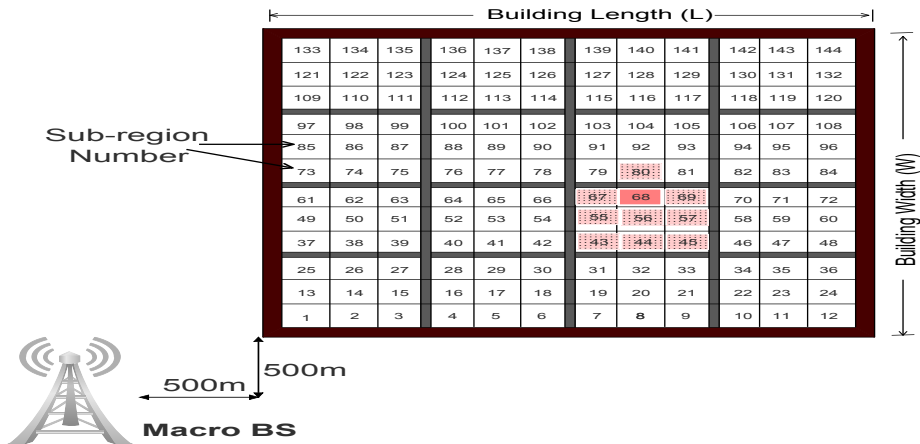 Building Length (L)
133 134 135 136 137 138 139 140 141 142 143 144
121 122 123 124 125 126 127 128 129 130 131 132
109 110 111 112 113 114 115 116 117 118 119 120
97 98 99 100 101 102 103 104 105 106 107 108
Sub-region
Number
85 86 87 88 89 90 91 92 93 94 95 96
73 74 75 76 77 78 79 80 81 82 83 84
61 62 63 64 65 66 67 68 69 70 71 72
49 50 51 52 53 54 55 56 57 58 59 60
37 38 39 40 41 42 43 44 45 46 47 48
25 26 27 28 29 30 31 32 33 34 35 36
13 14 15 16 17 18 19 20 21 22 23 24
1 2 3 4 5 6 7 8 9 10 11 12
Building Width (W)
500m
500m
Macro BS